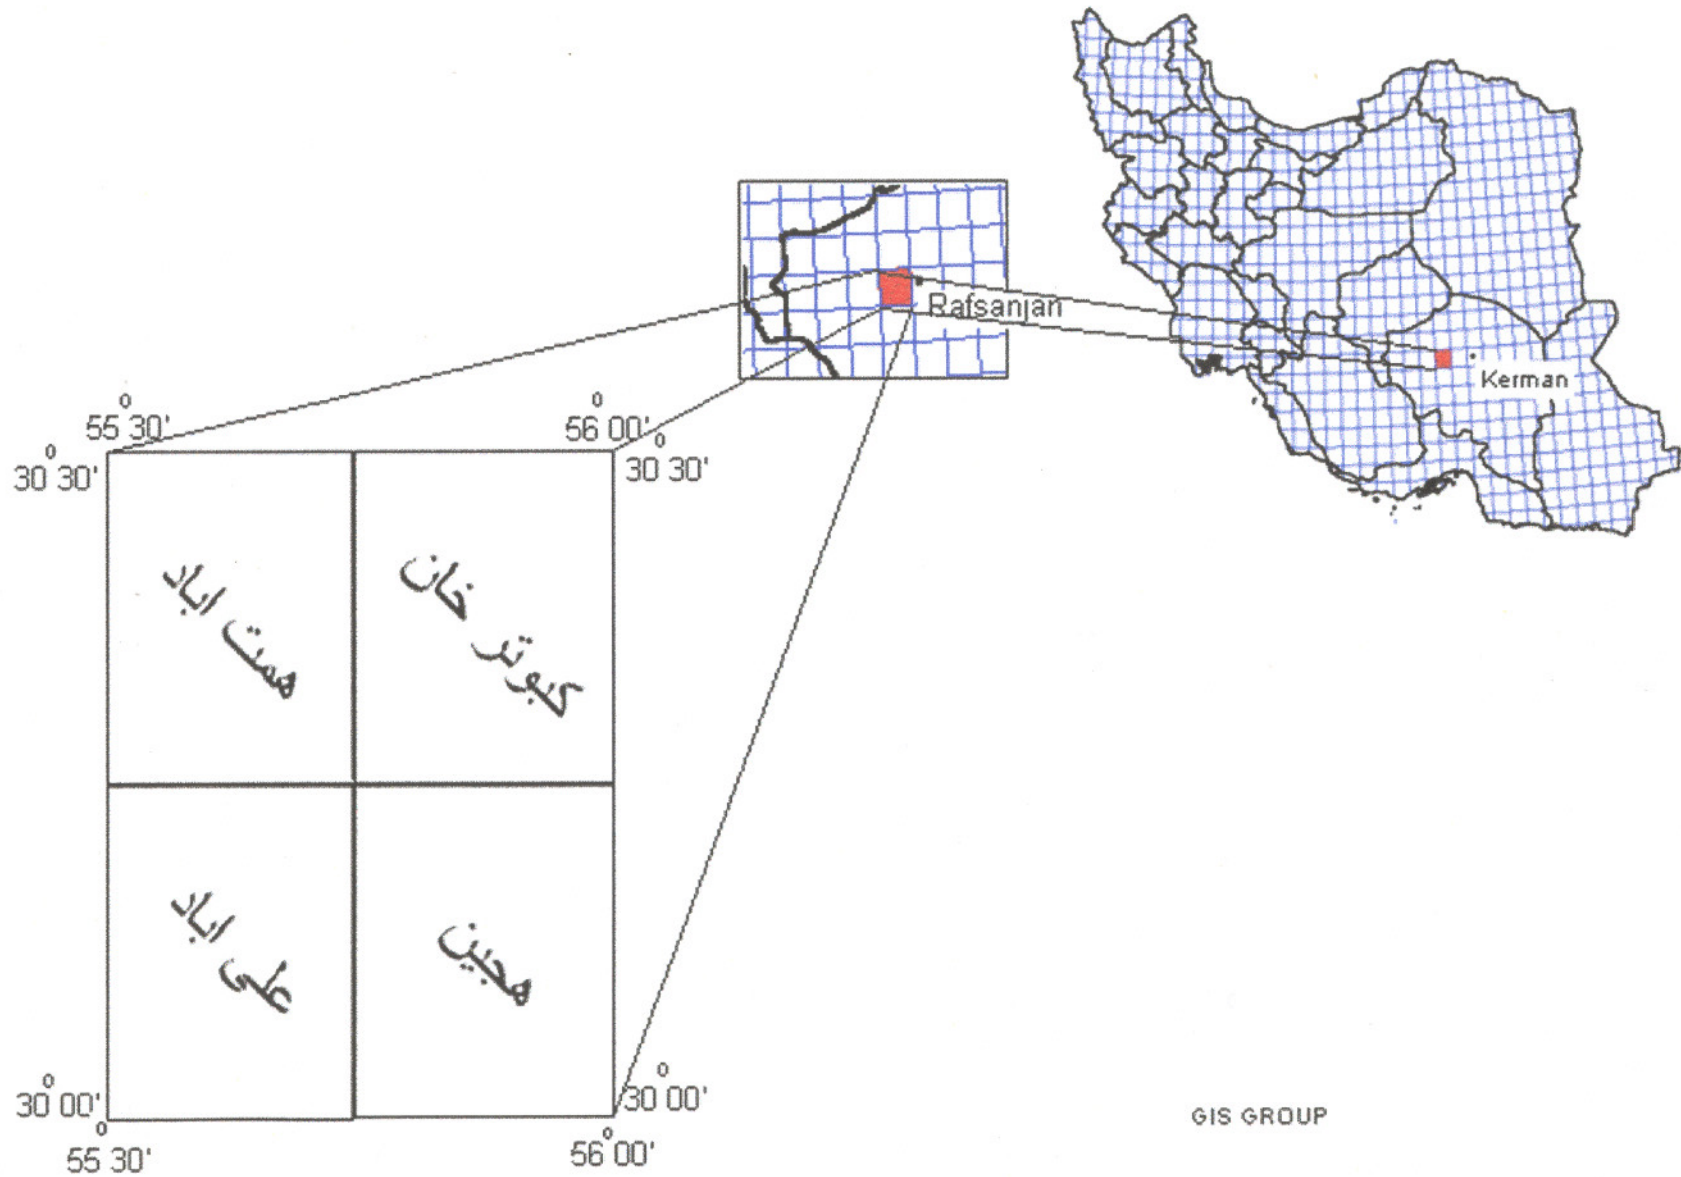 Rafsanjan
Kerman
55° 30'
56° 00'
30° 30'
30° 30'
همت اباد
کبوتر خان
علی اباد
هجین
30° 00'
30° 00'
55° 30'
56° 00'
GIS GROUP